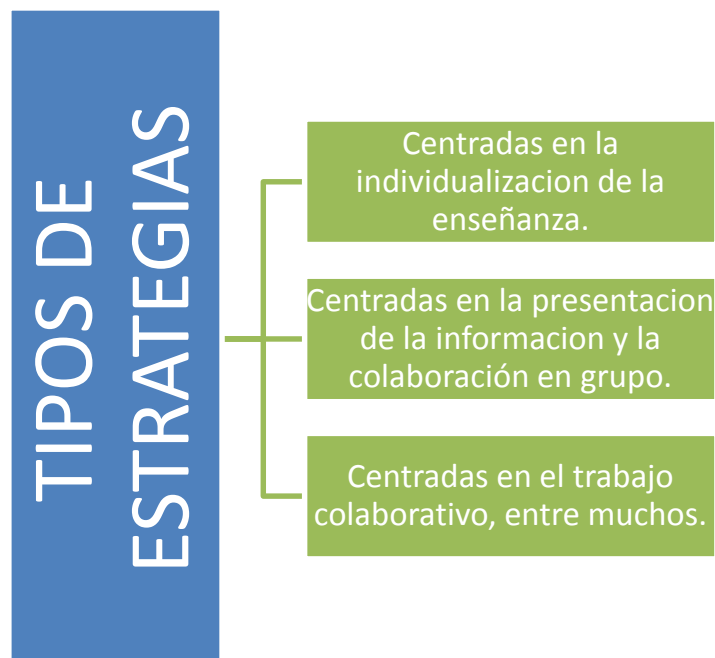 TIPOS DE
ESTRATEGIAS
Centradas en la
individualizacion de la
enseñanza.
Centradas en la presentacion
de la informacion y la
colaboración en grupo.
Centradas en el trabajo
colaborativo, entre muchos.